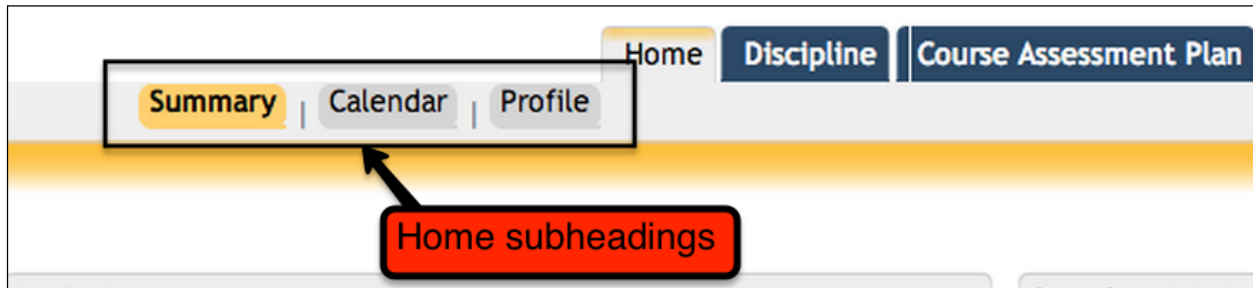 Home Discipline Course Assessment Plan
Summary | Calendar | Profile
Home subheadings